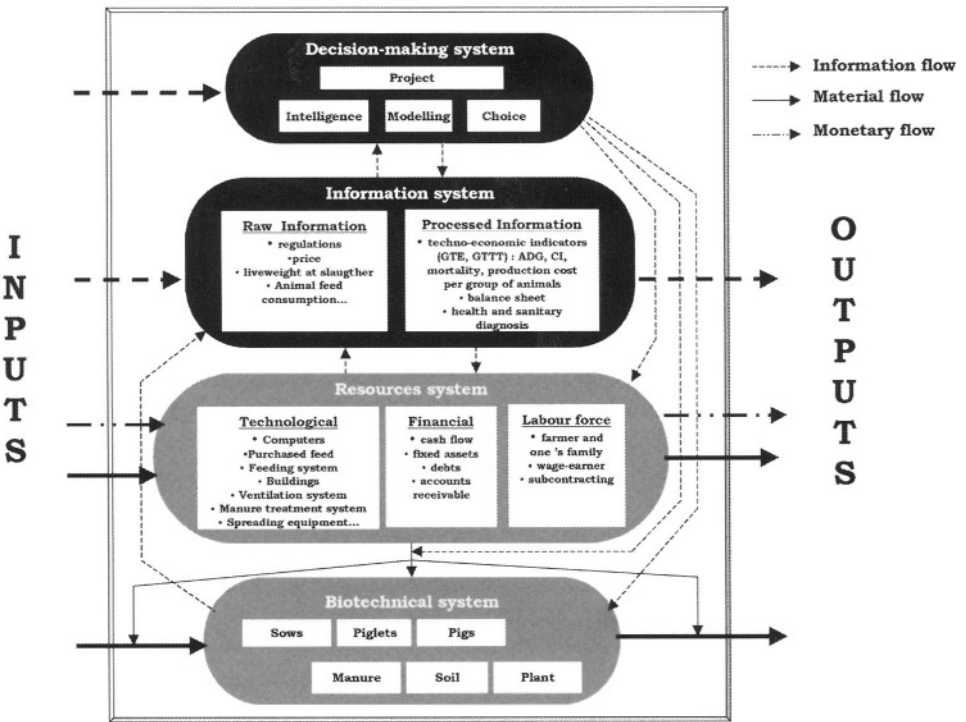 Decision-making system
Project
Intelligence
Modelling
Choice
Information flow
Material flow
Monetary flow
Information system
Raw Information
• regulations
•price
• liveweight at slaugther
• Animal feed
consumption...
Processed Information
• techno-economic indicators
(GTE, GTTT) : ADG, CI,
mortality, production cost
per group of animals
• balance sheet
• health and sanitary
diagnosis
INPUTS
OUTPUTS
Resources system
Technological
• Computers
•Purchased feed
• Feeding system
• Buildings
• Ventilation system
• Manure treatment system
• Spreading equipment...
Financial
• cash flow
• fixed assets
• debts
• accounts
receivable
Labour force
• farmer and
one 's family
• wage-earner
• subcontracting
Biotechnical system
Sows
Piglets
Pigs
Manure
Soil
Plant